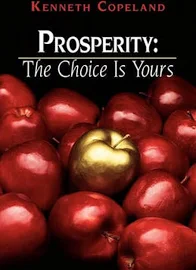 KENNETH COPELAND
PROSPERITY:
The Choice Is Yours